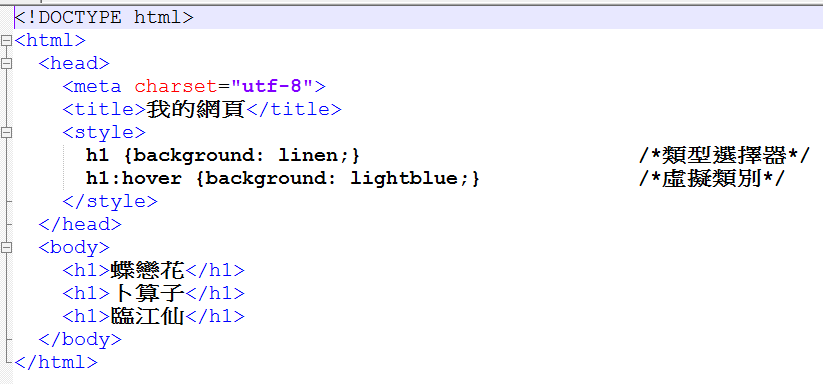 <!DOCTYPE html>
<html>
<head>
<meta charset="utf-8">
<title>我的網頁</title>
<style>
h1 {background: linen;} /*類型選擇器*/
h1:hover {background: lightblue;} /*虛擬類別*/
</style>
</head>
<body>
<h1>蝶戀花</h1>
<h1>卜算子</h1>
<h1>臨江仙</h1>
</body>
</html>